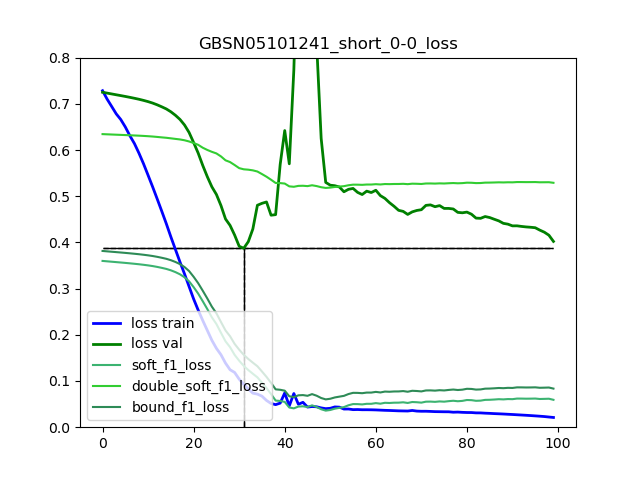 GBSN05101241_short_0-0_loss
0.8
0.7
0.6
0.5
0.4
0.3
0.2
0.1
0.0
loss train
loss val
soft_f1_loss
double_soft_f1_loss
bound_f1_loss
0 20 40 60 80 100